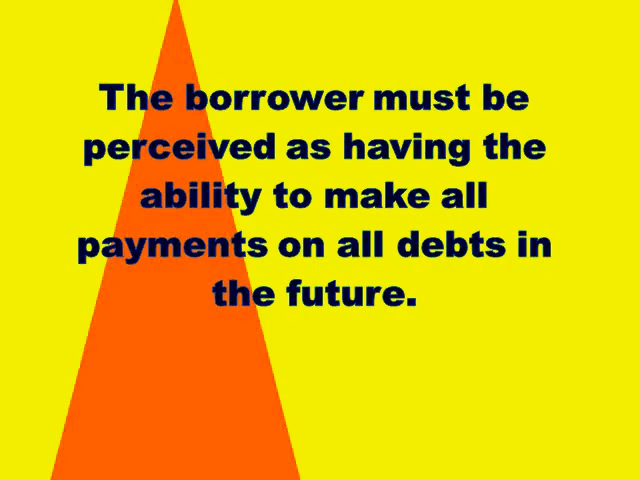 The borrower must be
perceived as having the
ability to make all
payments on all debts in
the future.